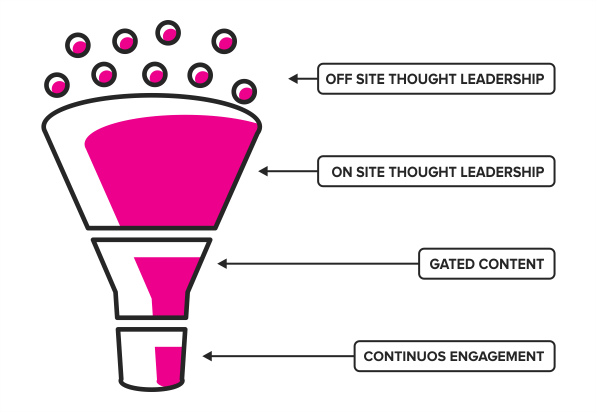 OFF SITE THOUGHT LEADERSHIP
ON SITE THOUGHT LEADERSHIP
GATED CONTENT
CONTINUOS ENGAGEMENT